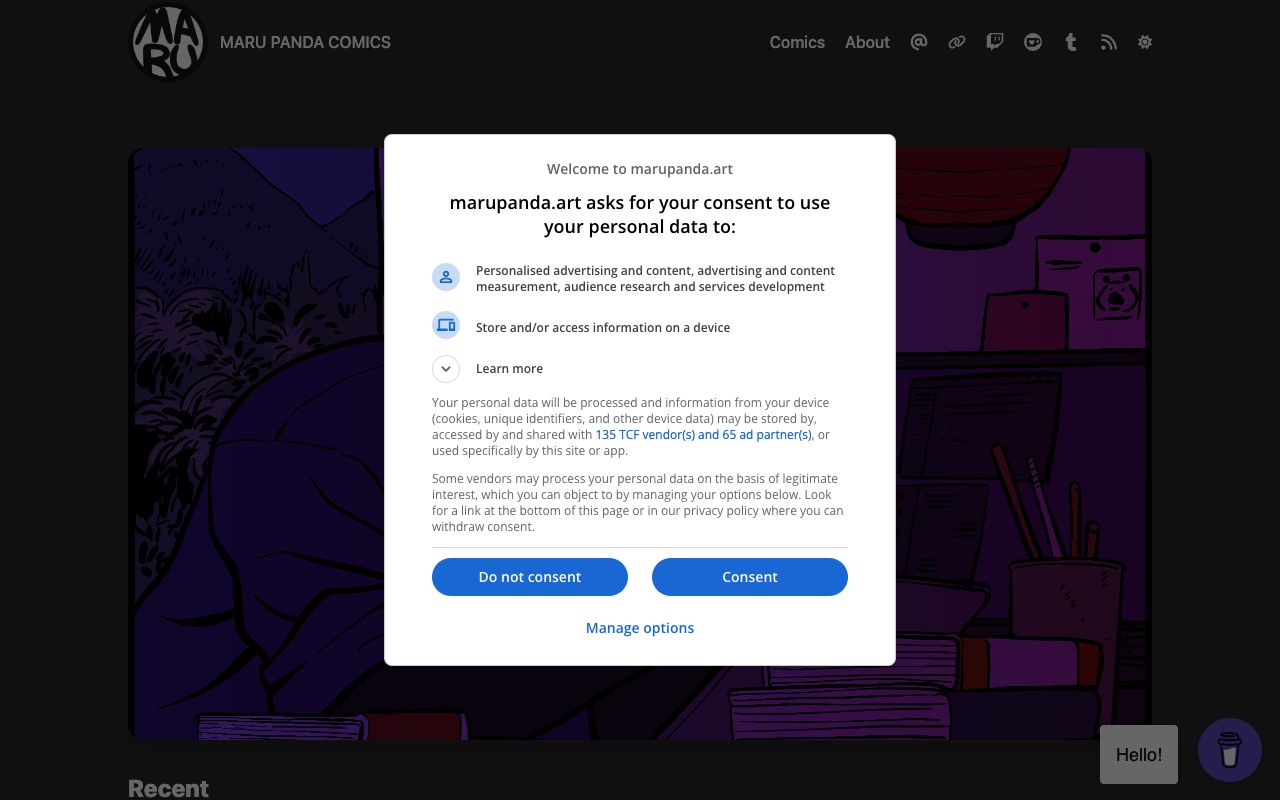 MARU
MARU PANDA COMICS
Comics
About
Welcome to marupanda.art
marupanda.art asks for your consent to use
your personal data to:
Personalised advertising and content, advertising and content
measurement, audience research and services development
Store and/or access information on a device
Learn more
Your personal data will be processed and information from your device
(cookies, unique identifiers, and other device data) may be stored by,
accessed by and shared with 135 TCF vendor(s) and 65 ad partner(s), or
used specifically by this site or app.
Some vendors may process your personal data on the basis of legitimate
interest, which you can object to by managing your options below. Look
for a link at the bottom of this page or in our privacy policy where you can
withdraw consent.
Do not consent
Consent
Manage options
Hello!
Recent